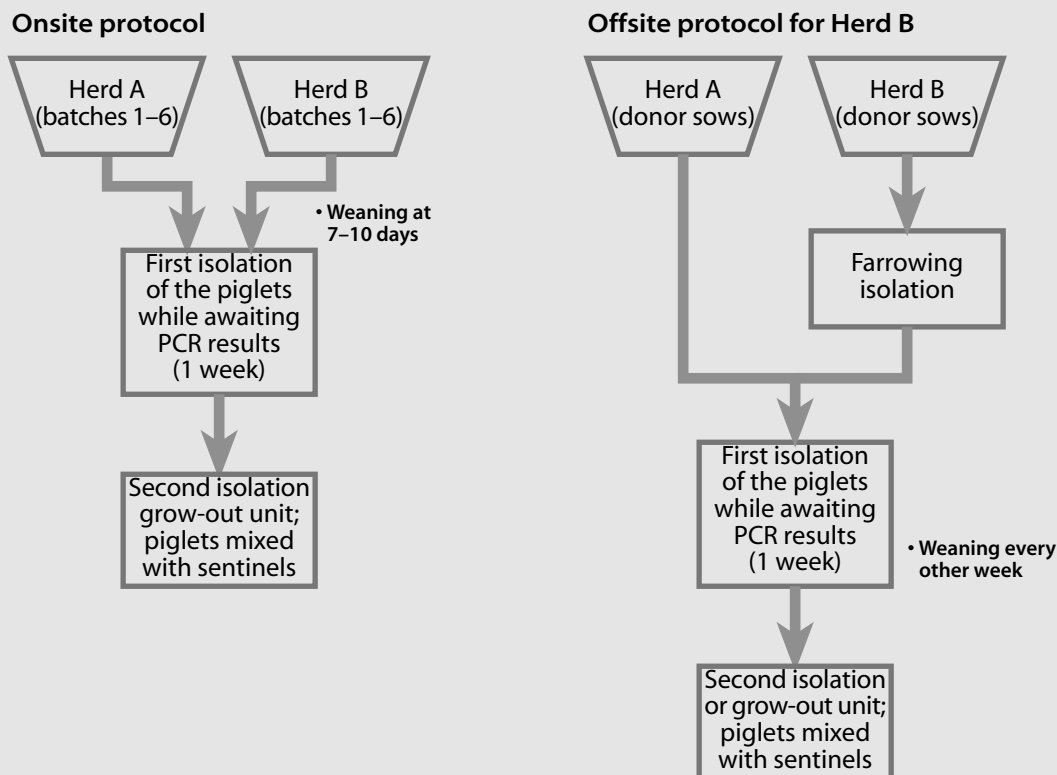 Onsite protocol
Herd A
(batches 1–6)
Herd B
(batches 1–6)
• Weaning at
7–10 days
First isolation
of the piglets
while awaiting
PCR results
(1 week)
Second isolation
grow-out unit;
piglets mixed
with sentinels
Offsite protocol for Herd B
Herd A
(donor sows)
Herd B
(donor sows)
Farrowing
isolation
First isolation
of the piglets
while awaiting
PCR results
(1 week)
• Weaning every
other week
Second isolation
or grow-out unit;
piglets mixed
with sentinels